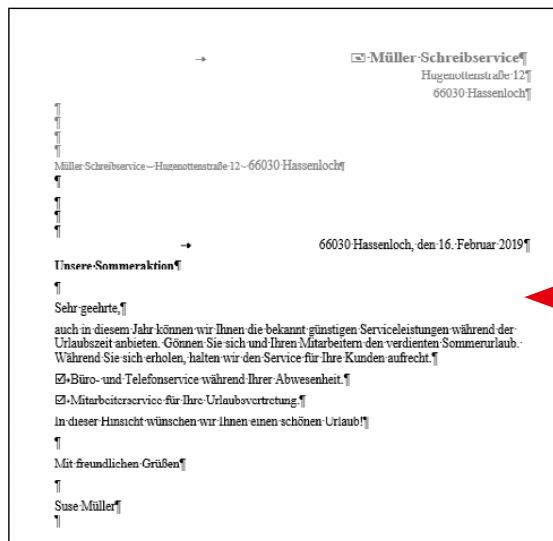 Müller Schreibservice¶
Hugenottenstraße 12¶
66030 Hassenloch¶
¶
¶
¶
¶
Müller Schreibservice – Hugenottenstraße 12 – 66030 Hassenloch¶
¶
¶
¶
¶
66030 Hassenloch, den 16. Februar 2019¶
Unsere Sommeraktion¶
¶
Sehr geehrte,¶
auch in diesem Jahr können wir Ihnen die bekannt günstigen Serviceleistungen während der
Urlaubszeit anbieten. Gönnen Sie sich und Ihren Mitarbeitern den verdienten Sommerurlaub.
Während Sie sich erholen, halten wir den Service für Ihre Kunden aufrecht.¶
Büro- und Telefonservice während Ihrer Abwesenheit.¶
Mitarbeiterservice für Ihre Urlaubsvertretung.¶
In dieser Hinsicht wünschen wir Ihnen einen schönen Urlaub!¶
¶
Mit freundlichen Grüßen¶
¶
Suse Müller¶
¶